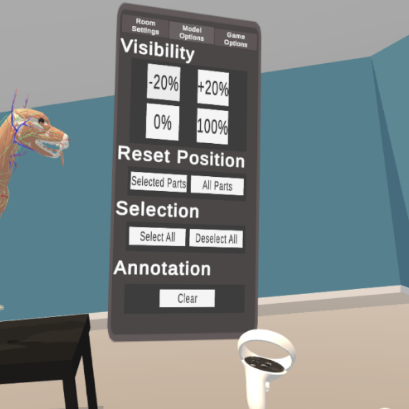 Room
Settings
Model
Options
Game
Options
Visibility
-20%
+20%
0%
100%
Reset Position
Selected Parts
All Parts
Selection
Select All
Deselect All
Annotation
Clear